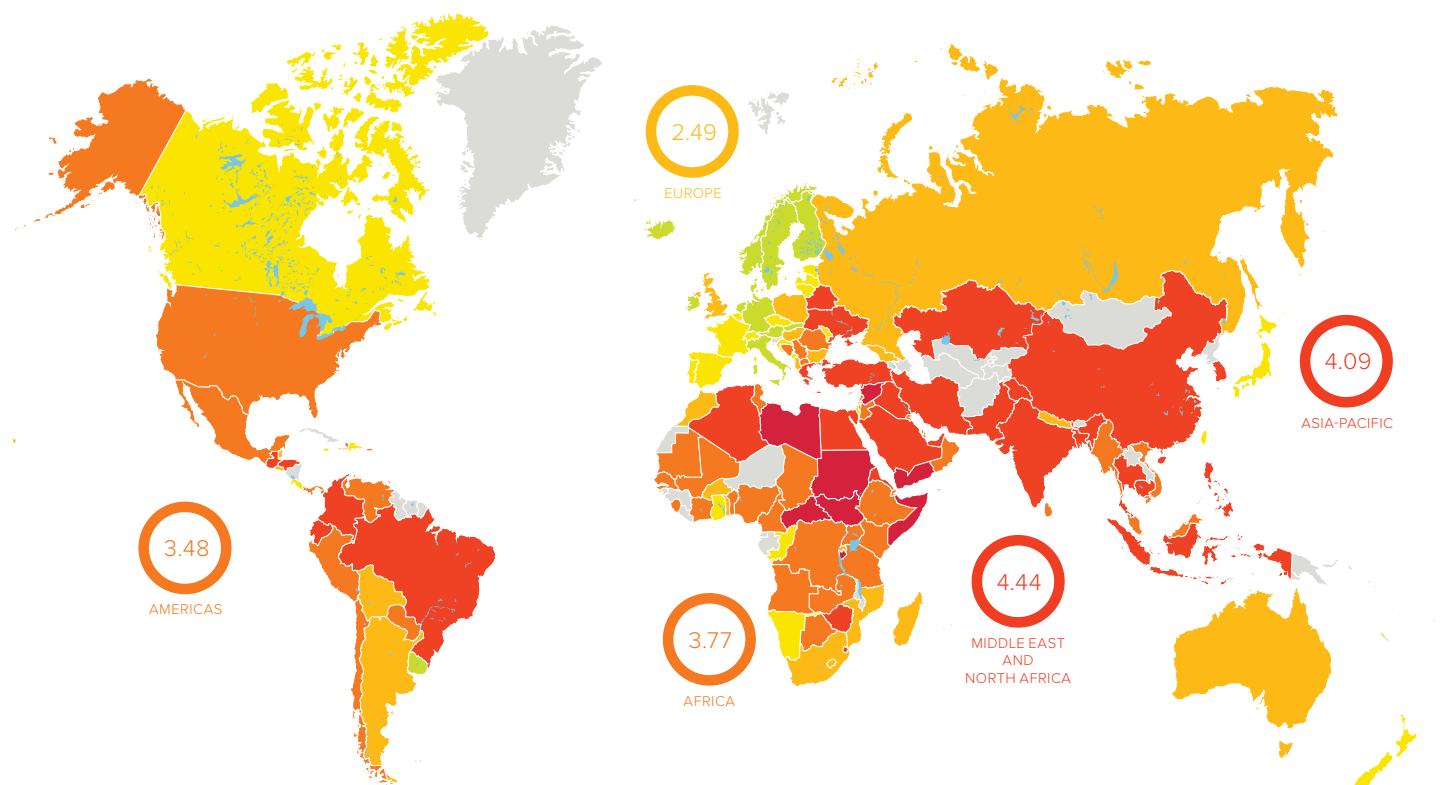 2.49
EUROPE
4.09
ASIA-PACIFIC
3.48
AMERICAS
4.44
MIDDLE EAST
AND
NORTH AFRICA
3.77
AFRICA